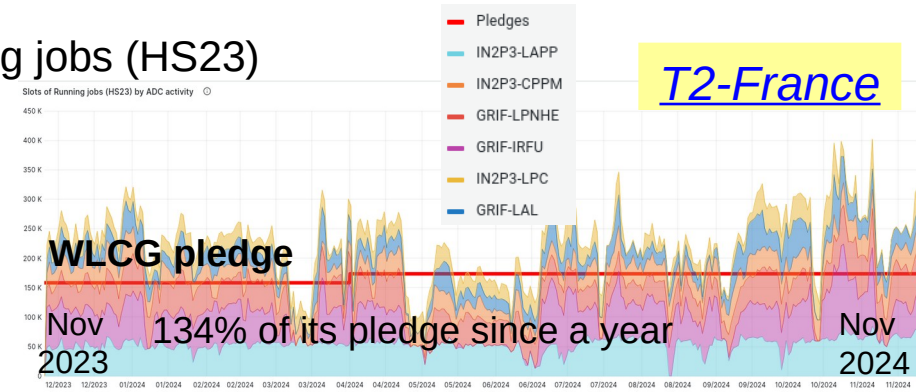 g jobs (HS23)
Slots of Running jobs (HS23) by ADC activity
Pledges
IN2P3-LAPP
IN2P3-CPPM
GRIF-LPNHE
GRIF-IRFU
IN2P3-LPC
GRIF-LAL
T2-France
450 K
400 K
350 K
300 K
250 K
200 K
150 K
100 K
50 K
0
WLCG pledge
134% of its pledge since a year
Nov
2023
Nov
2024
12/2023 12/2023 01/2024 01/2024 02/2024 02/2024 03/2024 03/2024 04/2024 04/2024 05/2024 05/2024 06/2024 06/2024 07/2024 07/2024 08/2024 08/2024 09/2024 09/2024 10/2024 10/2024 11/2024 11/2024